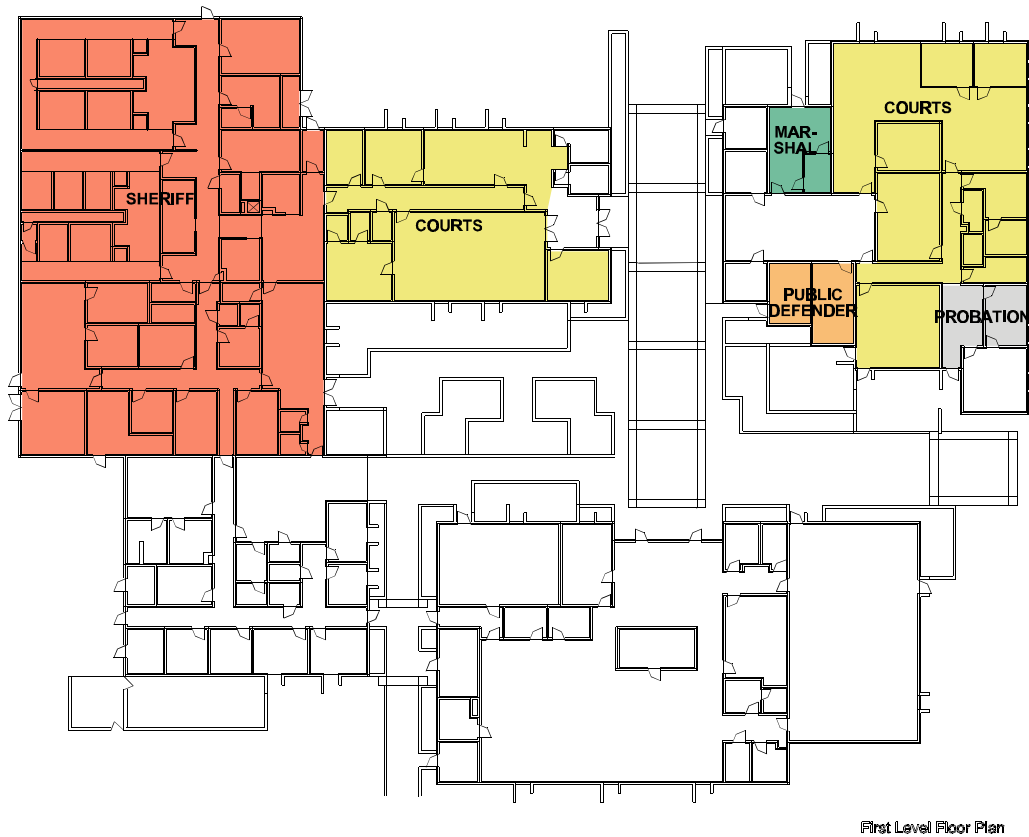 COURTS
MAR-
SHAL
SHERIFF
COURTS
PUBLIC
DEFENDER
PROBATION
First Level Floor Plan